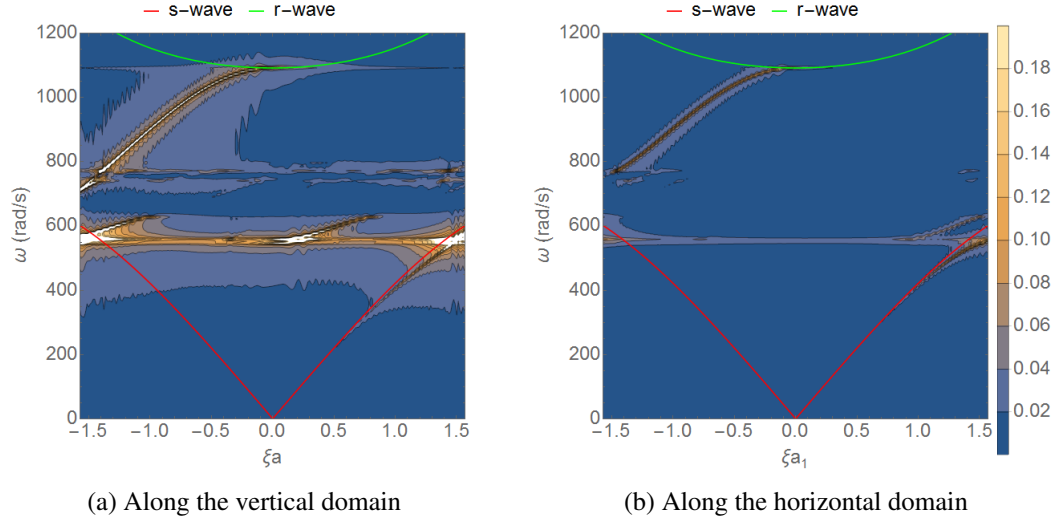 s-wave r-wave
1200
1000
800
600
400
200
0
ω (rad/s)
-1.5 -1.0 -0.5 0.0 0.5 1.0 1.5
ξa
(a) Along the vertical domain
s-wave r-wave
1200
1000
800
600
400
200
0
ω (rad/s)
-1.5 -1.0 -0.5 0.0 0.5 1.0 1.5
ξa₁
(b) Along the horizontal domain
0.18
0.16
0.14
0.12
0.10
0.08
0.06
0.04
0.02